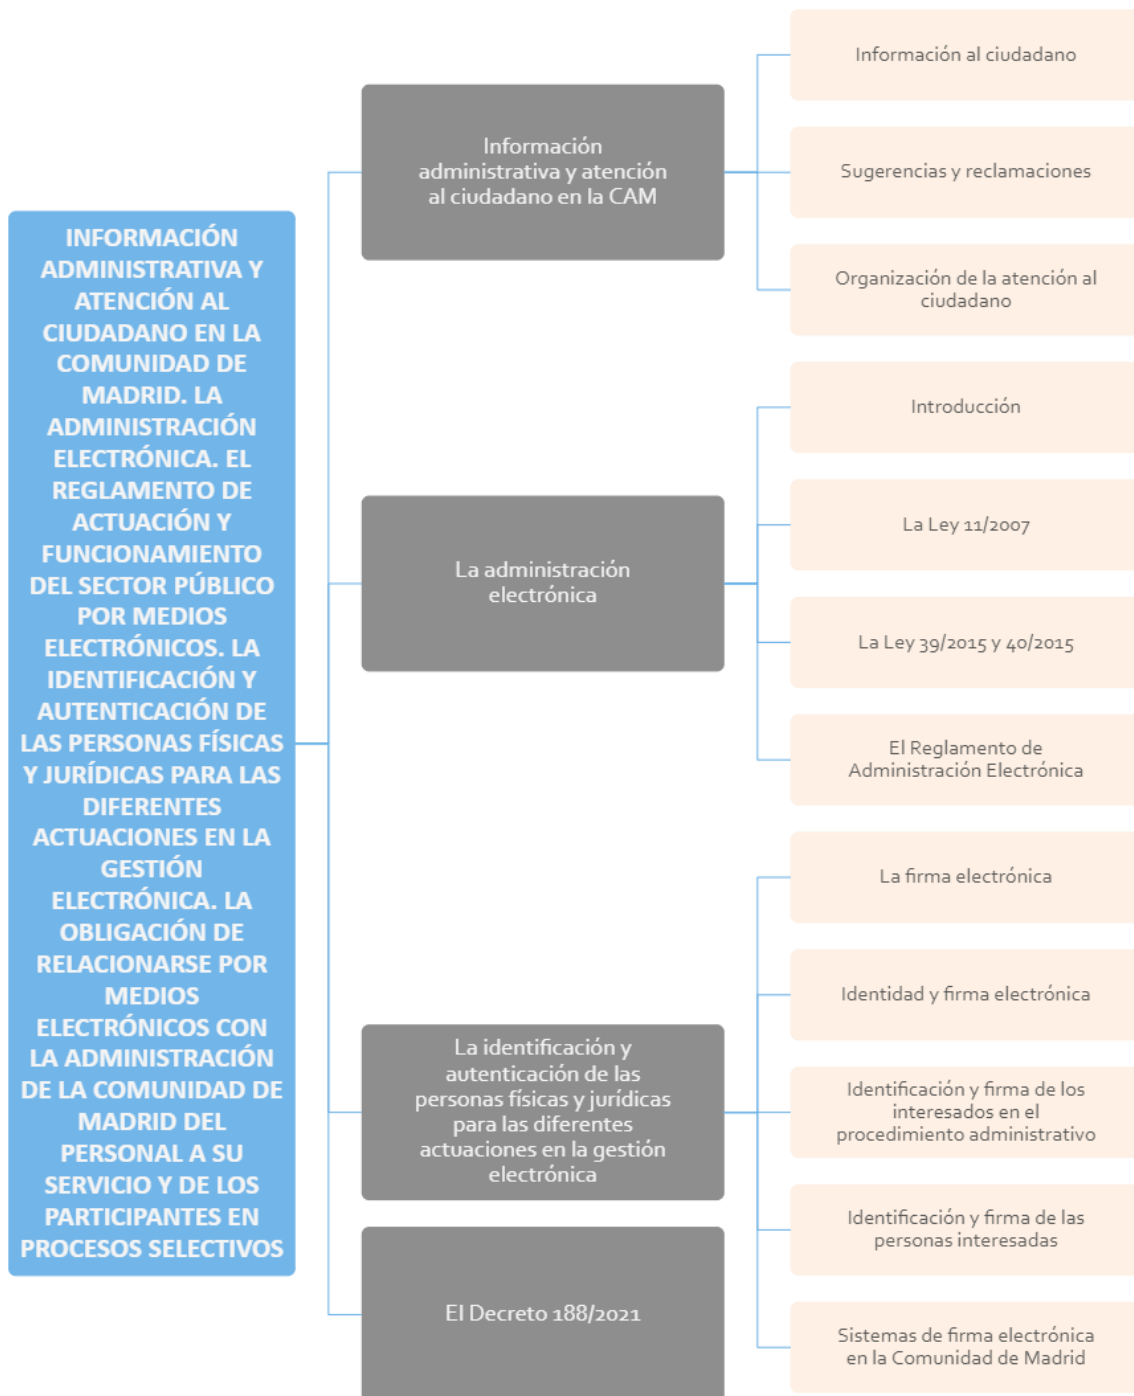 INFORMACIÓN
ADMINISTRATIVA Y
ATENCIÓN AL
CIUDADANO EN LA
COMUNIDAD DE
MADRID. LA
ADMINISTRACIÓN
ELECTRÓNICA. EL
REGLAMENTO DE
ACTUACIÓN Y
FUNCIONAMIENTO
DEL SECTOR PÚBLICO
POR MEDIOS
ELECTRÓNICOS. LA
IDENTIFICACIÓN Y
AUTENTICACIÓN DE
LAS PERSONAS FÍSICAS
Y JURÍDICAS PARA LAS
DIFERENTES
ACTUACIONES EN LA
GESTIÓN
ELECTRÓNICA. LA
OBLIGACIÓN DE
RELACIONARSE POR
MEDIOS
ELECTRÓNICOS CON
LA ADMINISTRACIÓN
DE LA COMUNIDAD DE
MADRID DEL
PERSONAL A SU
SERVICIO Y DE LOS
PARTICIPANTES EN
PROCESOS SELECTIVOS
Información
administrativa y atención
al ciudadano en la CAM
Información al ciudadano
Sugerencias y reclamaciones
Organización de la atención al
ciudadano
La administración
electrónica
Introducción
La Ley 11/2007
La Ley 39/2015 y 40/2015
El Reglamento de
Administración Electrónica
La identificación y
autenticación de las
personas físicas y jurídicas
para las diferentes
actuaciones en la gestión
electrónica
La firma electrónica
Identidad y firma electrónica
Identificación y firma de los
interesados en el
procedimiento administrativo
Identificación y firma de las
personas interesadas
Sistemas de firma electrónica
en la Comunidad de Madrid
El Decreto 188/2021